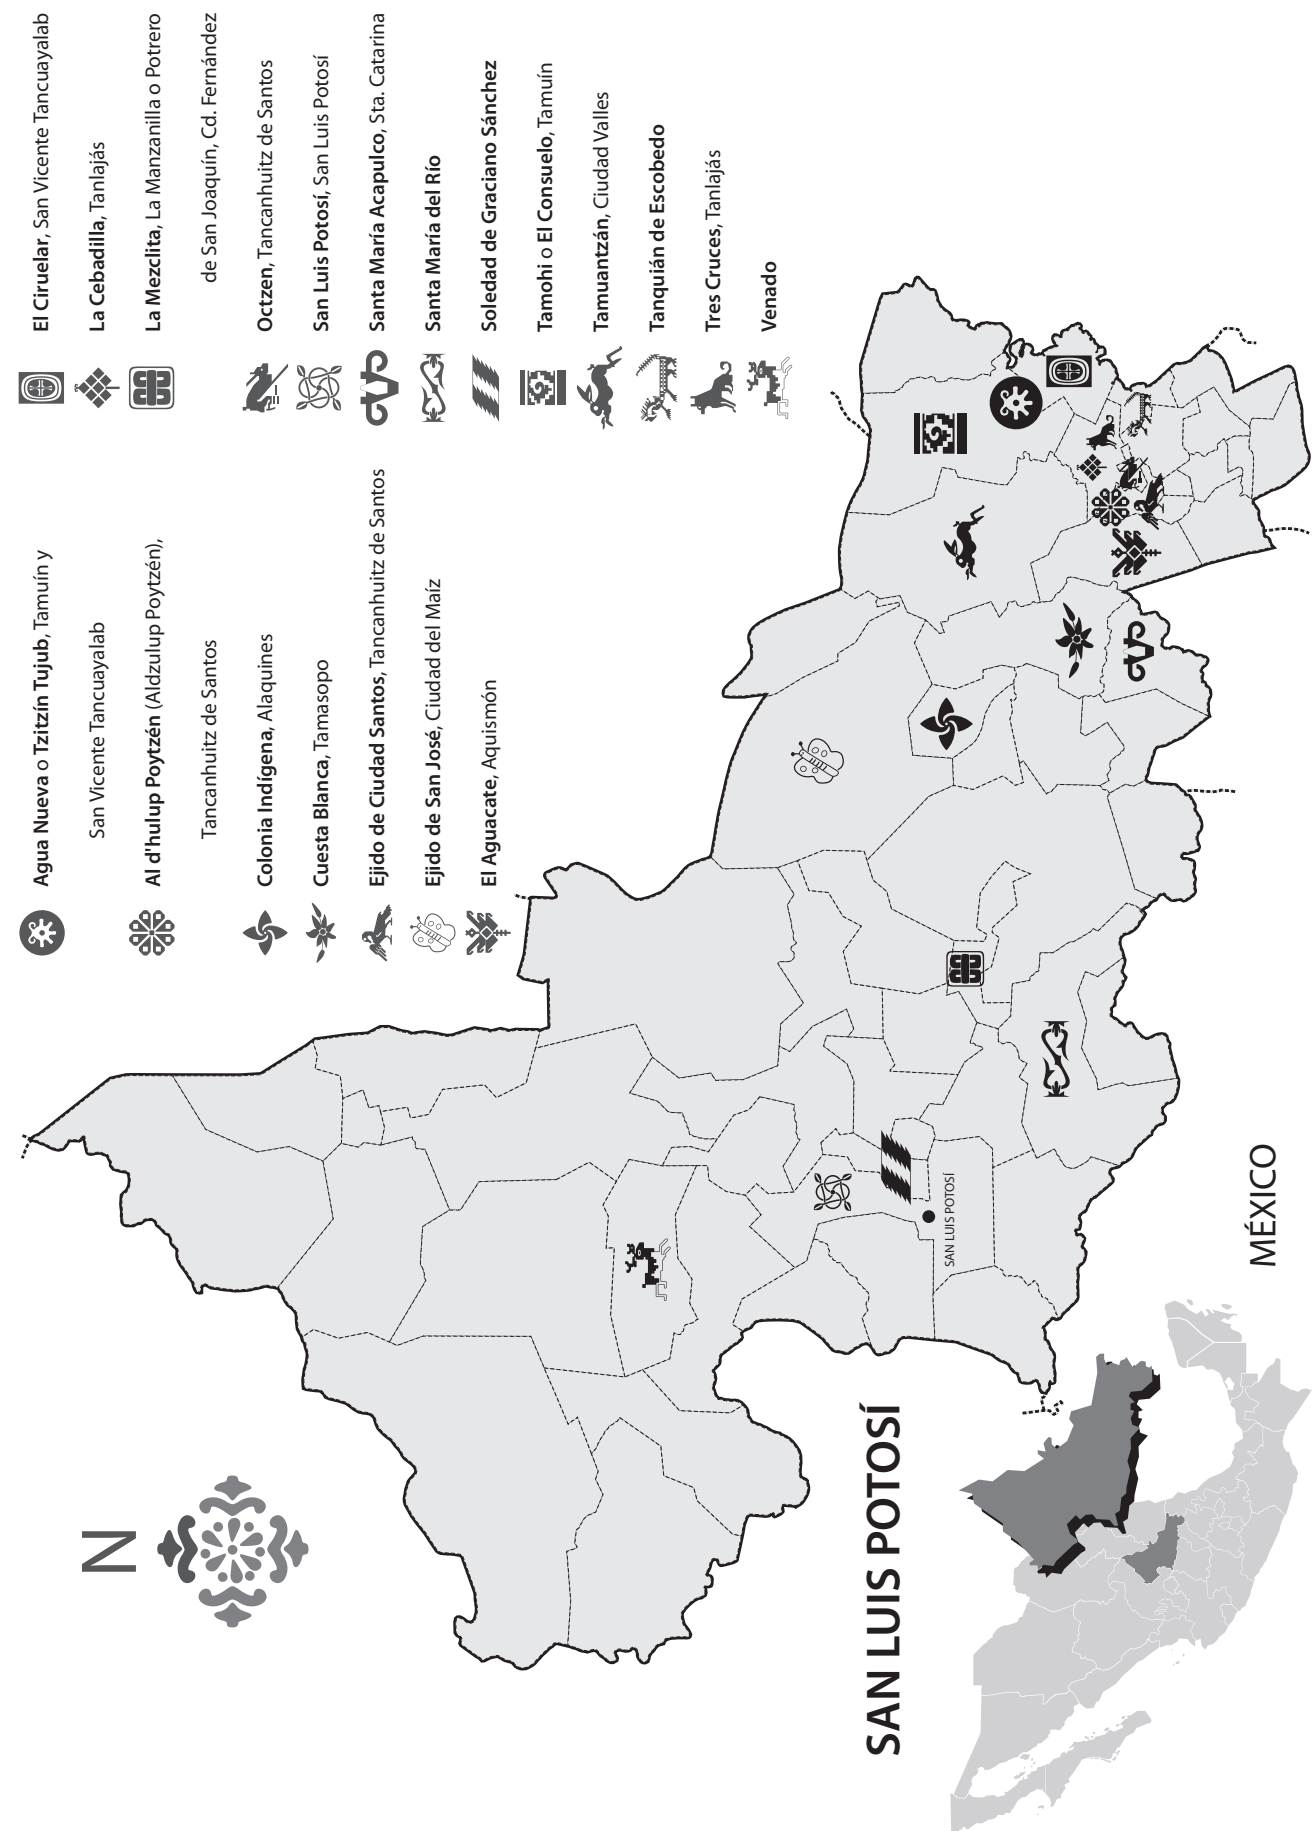 Agua Nueva o Tzitzin Tujub, Tamuín y
San Vicente Tancuayalab
Al d'hulup Poytzén (Aldzulup Poytzén),
Tancanhuitz de Santos
Colonia Indígena, Alaquines
Cuesta Blanca, Tamasopo
Ejido de Ciudad Santos, Tancanhuitz de Santos
Ejido de San José, Ciudad del Maíz
El Aguacate, Aquismón
El Ciruelar, San Vicente Tancuayalab
La Cebadilla, Tanlajás
La Mezclita, La Manzanilla o Potrero
de San Joaquín, Cd. Fernández
Octzen, Tancanhuitz de Santos
San Luis Potosí, San Luis Potosí
Santa María Acapulco, Sta. Catarina
Santa María del Río
Soledad de Graciano Sánchez
Tamohi o El Consuelo, Tamuín
Tamuantzán, Ciudad Valles
Tanquián de Escobedo
Tres Cruces, Tanlajás
Venado
N
SAN LUIS POTOSÍ
SAN LUIS POTOSÍ
MÉXICO